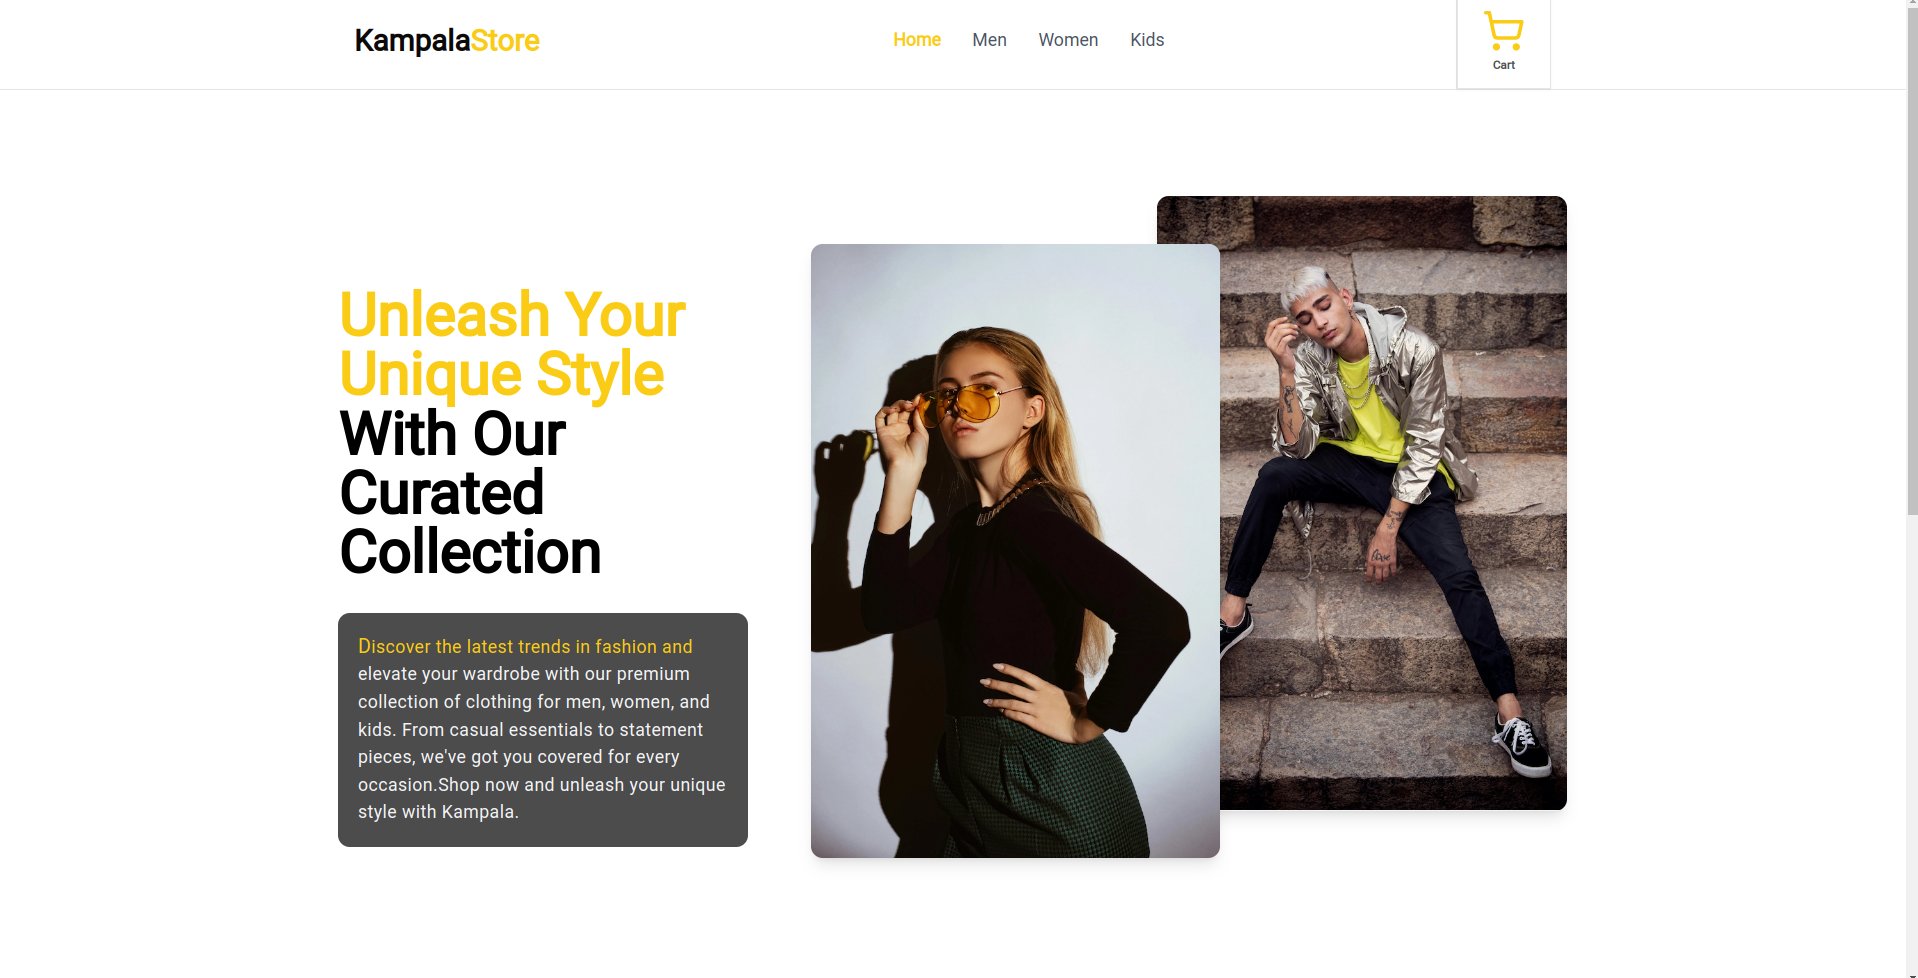 KampalaStore
Home Men Women Kids
Cart
Unleash Your
Unique Style
With Our
Curated
Collection
Discover the latest trends in fashion and
elevate your wardrobe with our premium
collection of clothing for men, women, and
kids. From casual essentials to statement
pieces, we've got you covered for every
occasion.Shop now and unleash your unique
style with Kampala.